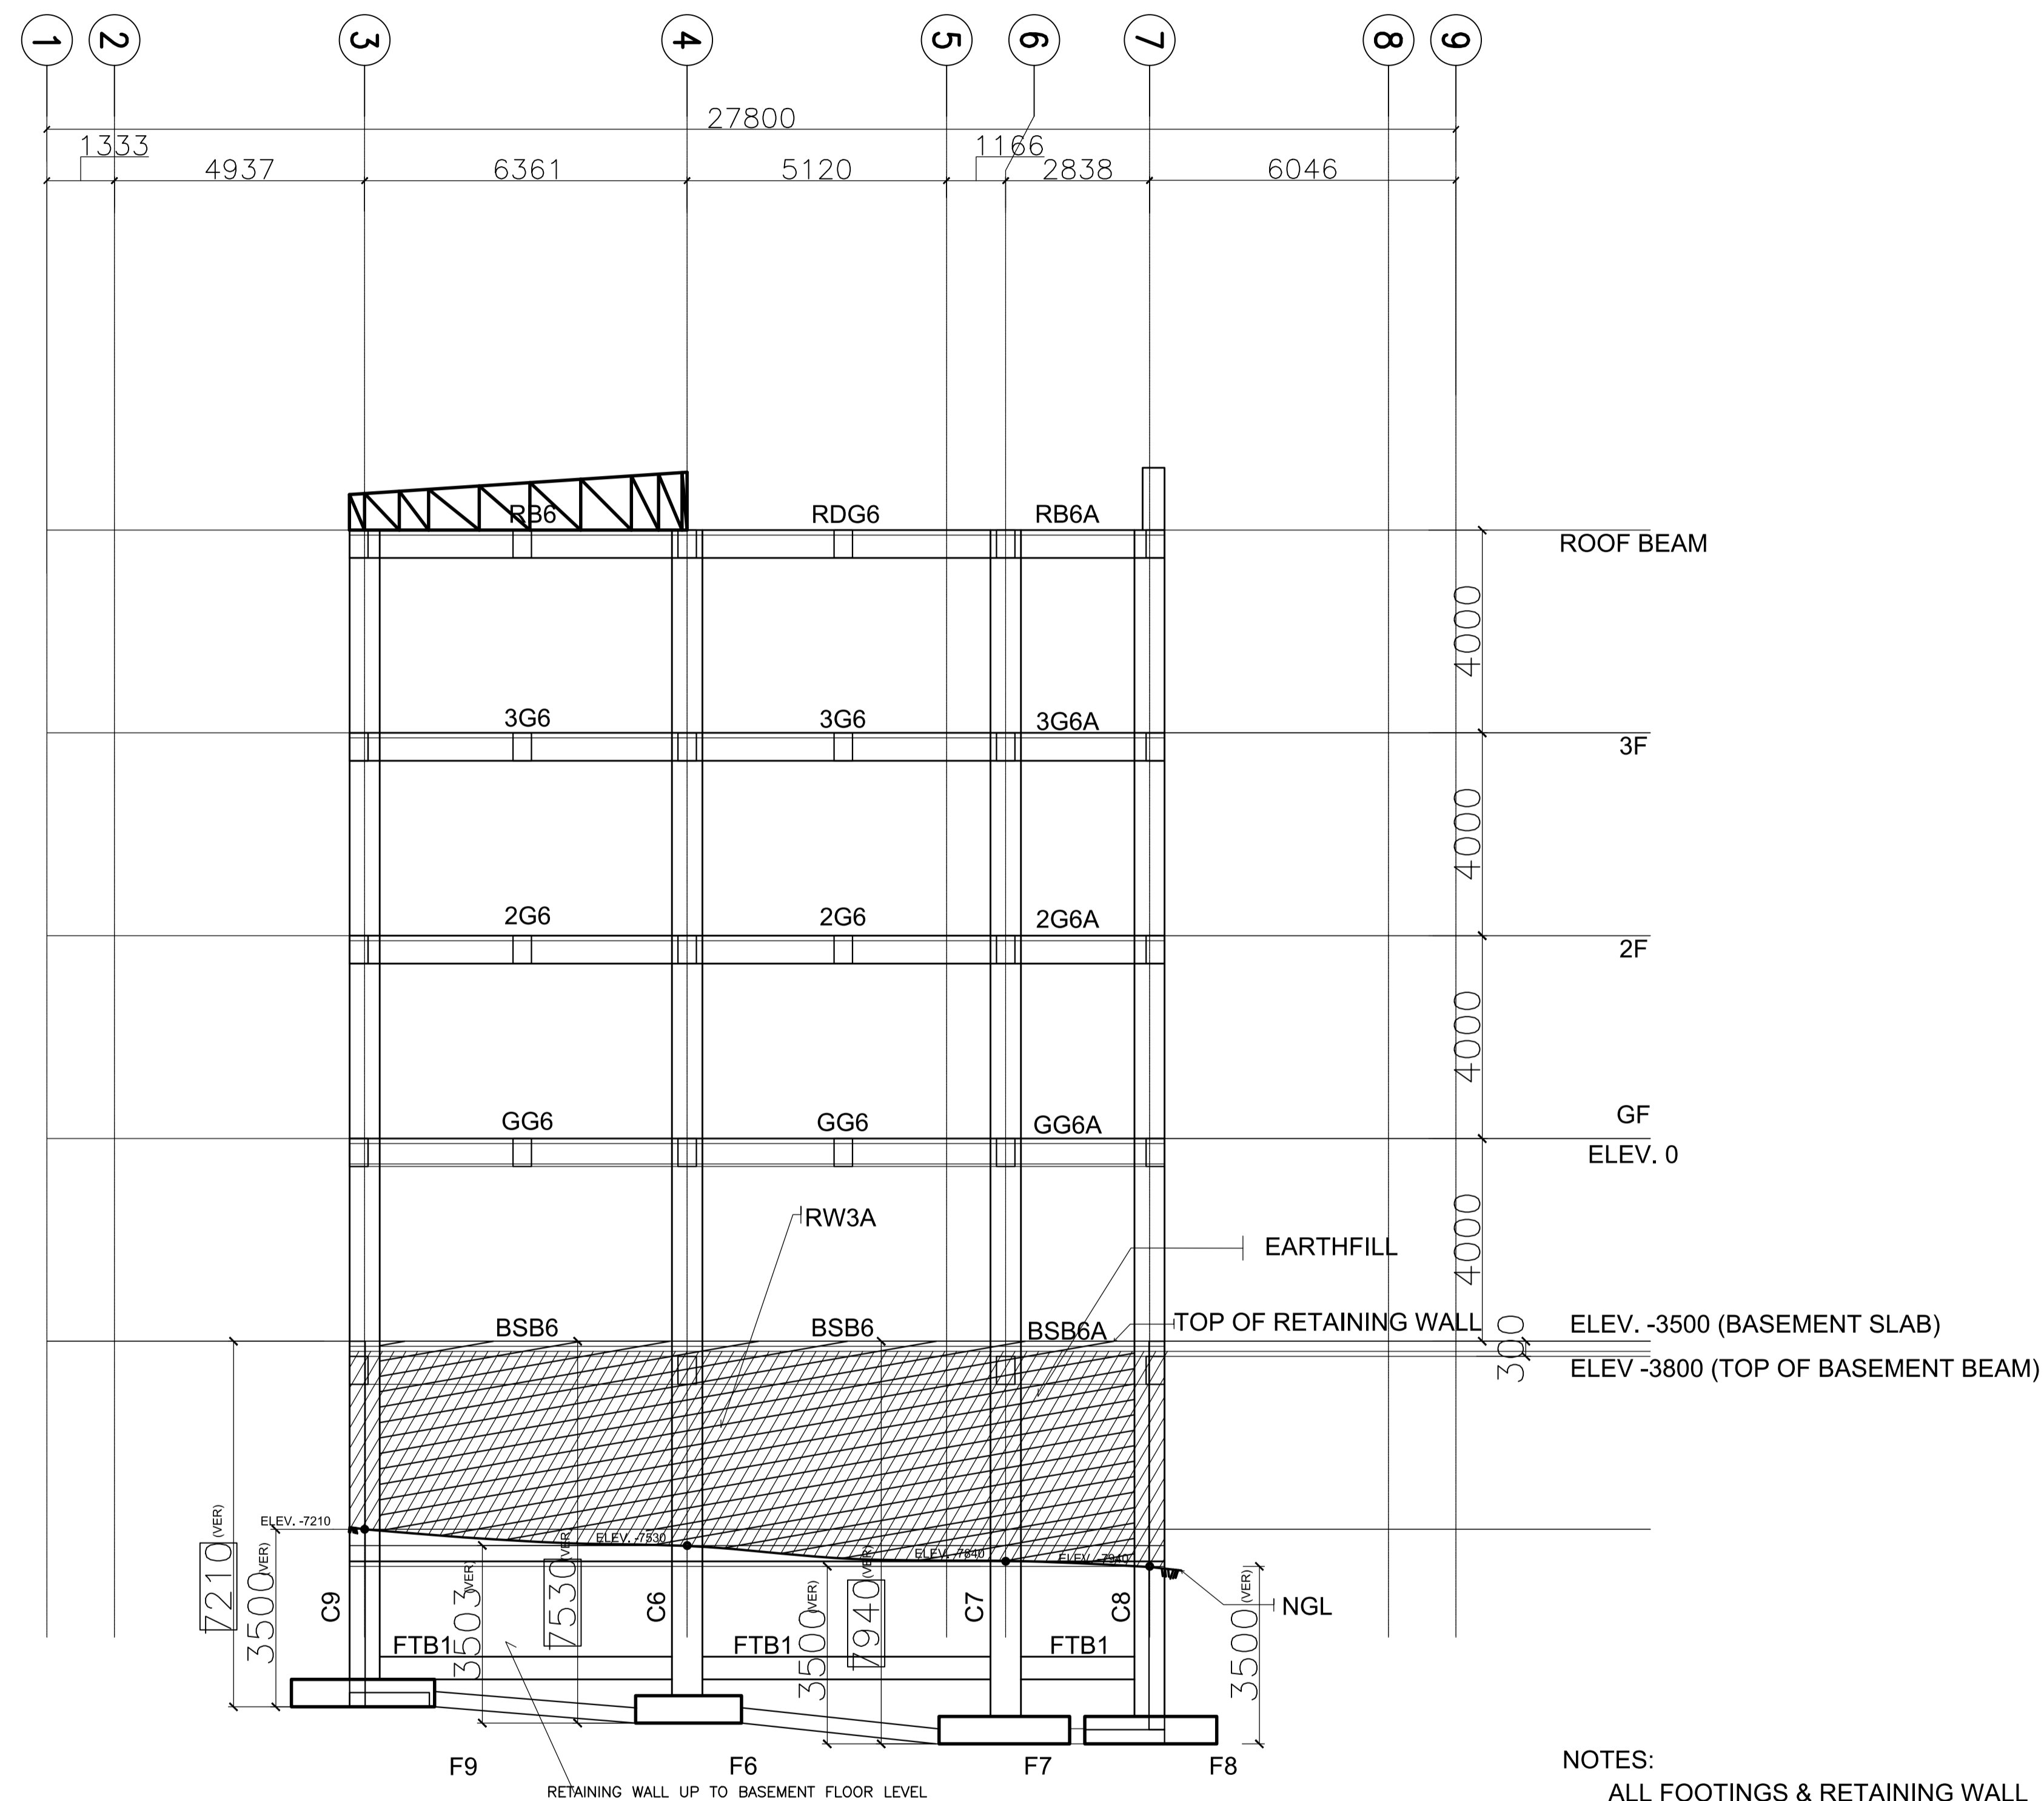 1 2 3 4 5 6 7 8 9
27800
1333 1166
4937 6361 5120 2838 6046
RB6 RDG6 RB6A
ROOF BEAM
4000
3G6 3G6 3G6A
3F
4000
2G6 2G6 2G6A
2F
4000
GF
GG6 GG6 GG6A
ELEV. 0
4000
RW3A
EARTHFILL
BSB6 BSB6 BSB6A
TOP OF RETAINING WALL
ELEV. -3500 (BASEMENT SLAB)
300
ELEV -3800 (TOP OF BASEMENT BEAM)
ELEV. -7210
ELEV. -7530
ELEV. -7840
ELEV. -7940
7210 (VER)
3500 (VER)
3503 (VER)
7530 (VER)
3500 (VER)
7940 (VER)
3500 (VER)
C9 C6 C7 C8
NGL
FTB1 FTB1 FTB1
F9 F6 F7 F8
RETAINING WALL UP TO BASEMENT FLOOR LEVEL
NOTES:
ALL FOOTINGS & RETAINING WALL